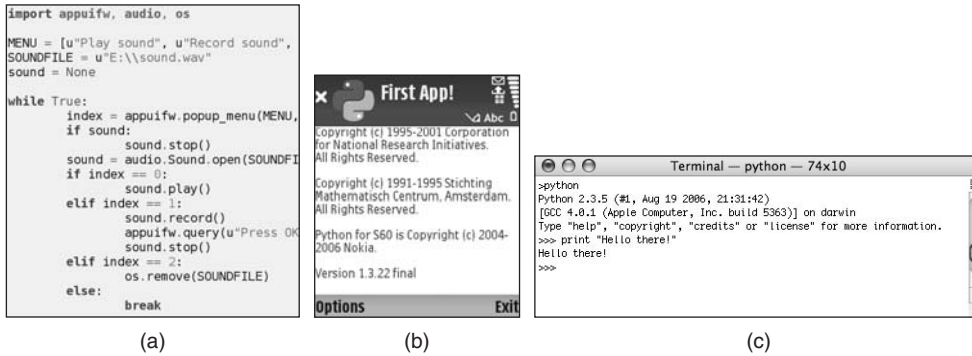 import appuifw, audio, os
MENU = [u"Play sound", u"Record sound",
SOUNDFILE = u"E:\\sound.wav"
sound = None
while True:
index = appuifw.popup_menu(MENU,
if sound:
sound.stop()
sound = audio.Sound.open(SOUNDFI
if index == 0:
sound.play()
elif index == 1:
sound.record()
appuifw.query(u"Press OK
sound.stop()
elif index == 2:
os.remove(SOUNDFILE)
else:
break
(a)
First App!
Abc
Copyright (c) 1995-2001 Corporation
for National Research Initiatives.
All Rights Reserved.
Copyright (c) 1991-1995 Stichting
Mathematisch Centrum, Amsterdam.
All Rights Reserved.
Python for S60 is Copyright (c) 2004-
2006 Nokia.
Version 1.3.22 final
Options Exit
(b)
Terminal — python — 74x10
>python
Python 2.3.5 (#1, Aug 19 2006, 21:31:42)
[GCC 4.0.1 (Apple Computer, Inc. build 5363)] on darwin
Type "help", "copyright", "credits" or "license" for more information.
>>> print "Hello there!"
Hello there!
>>>
(c)